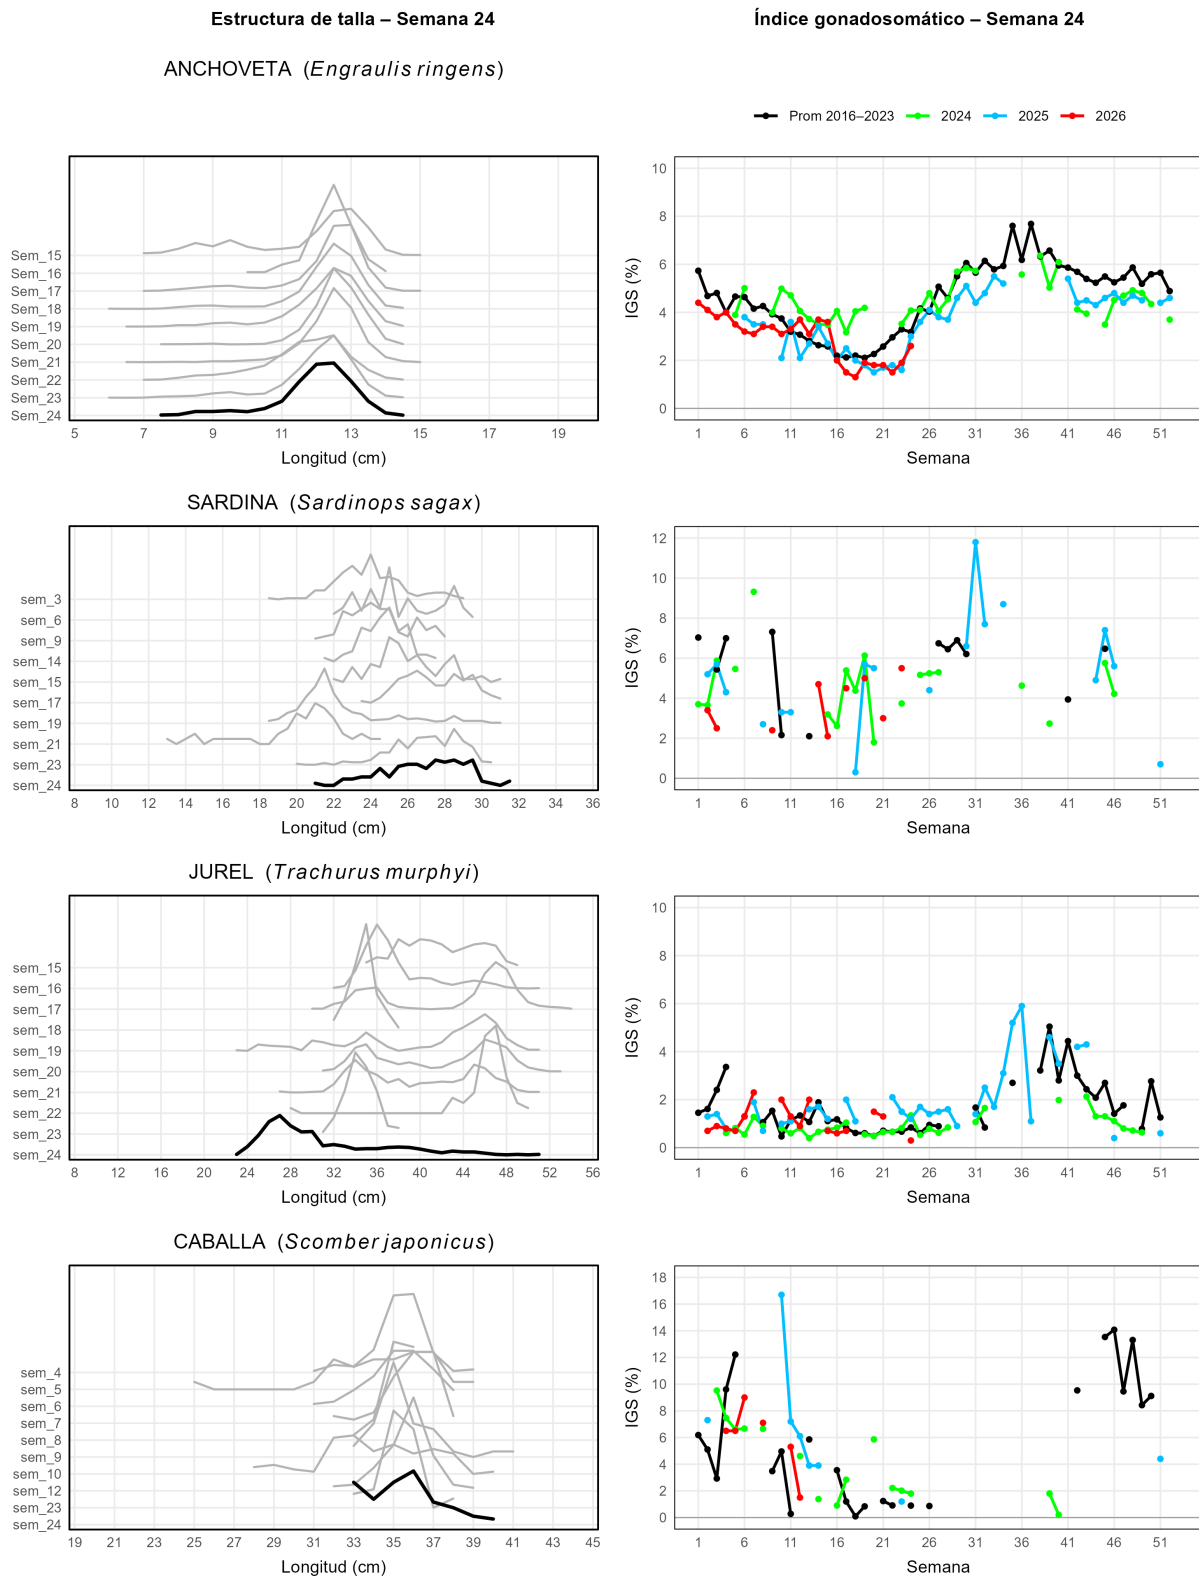 Estructura de talla – Semana 24
Índice gonadosomático – Semana 24
ANCHOVETA (Engraulis ringens)
Prom 2016–2023 2024 2025 2026
Sem_15
Sem_16
Sem_17
Sem_18
Sem_19
Sem_20
Sem_21
Sem_22
Sem_23
Sem_24
5 7 9 11 13 15 17 19
Longitud (cm)
IGS (%)
10
8
6
4
2
0
1 6 11 16 21 26 31 36 41 46 51
Semana
SARDINA (Sardinops sagax)
sem_3
sem_6
sem_9
sem_14
sem_15
sem_17
sem_19
sem_21
sem_23
sem_24
8 10 12 14 16 18 20 22 24 26 28 30 32 34 36
Longitud (cm)
IGS (%)
12
10
8
6
4
2
0
1 6 11 16 21 26 31 36 41 46 51
Semana
JUREL (Trachurus murphyi)
sem_15
sem_16
sem_17
sem_18
sem_19
sem_20
sem_21
sem_22
sem_23
sem_24
8 12 16 20 24 28 32 36 40 44 48 52 56
Longitud (cm)
IGS (%)
10
8
6
4
2
0
1 6 11 16 21 26 31 36 41 46 51
Semana
CABALLA (Scomber japonicus)
sem_4
sem_5
sem_6
sem_7
sem_8
sem_9
sem_10
sem_12
sem_23
sem_24
19 21 23 25 27 29 31 33 35 37 39 41 43 45
Longitud (cm)
IGS (%)
18
16
14
12
10
8
6
4
2
0
1 6 11 16 21 26 31 36 41 46 51
Semana